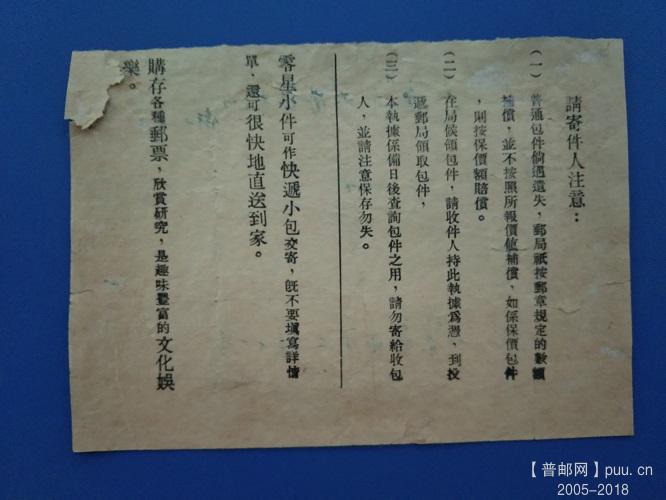 請寄件人注意：
（一）普通包件倘遇遺失，郵局祇按郵章規定的數額
補償，並不按照所報價值補償，如係保價包件
，則按保價額賠償。
（二）在局候領包件，請收件人持此執據爲憑，到投
遞郵局領取包件，
（三）本執據係備日後查詢包件之用，請勿寄給收包
人，並請注意保存勿失。
零星小件可作快遞小包交寄，旣不要填寫詳情
單，還可很快地直送到家。
購存各種郵票，欣賞研究，是趣味豐富的文化娛
樂。
【普邮网】puu.cn
2005-2018